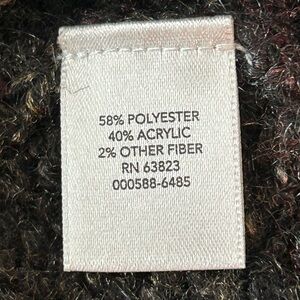 58% POLYESTER
40% ACRYLIC
2% OTHER FIBER
RN 63823
000588-6485